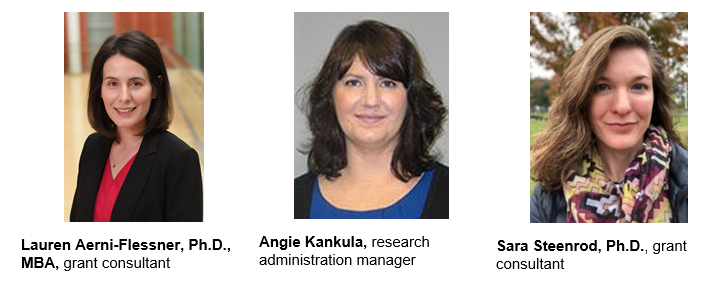 Lauren Aerni-Flessner, Ph.D.,
MBA, grant consultant
Angie Kankula, research
administration manager
Sara Steenrod, Ph.D., grant
consultant